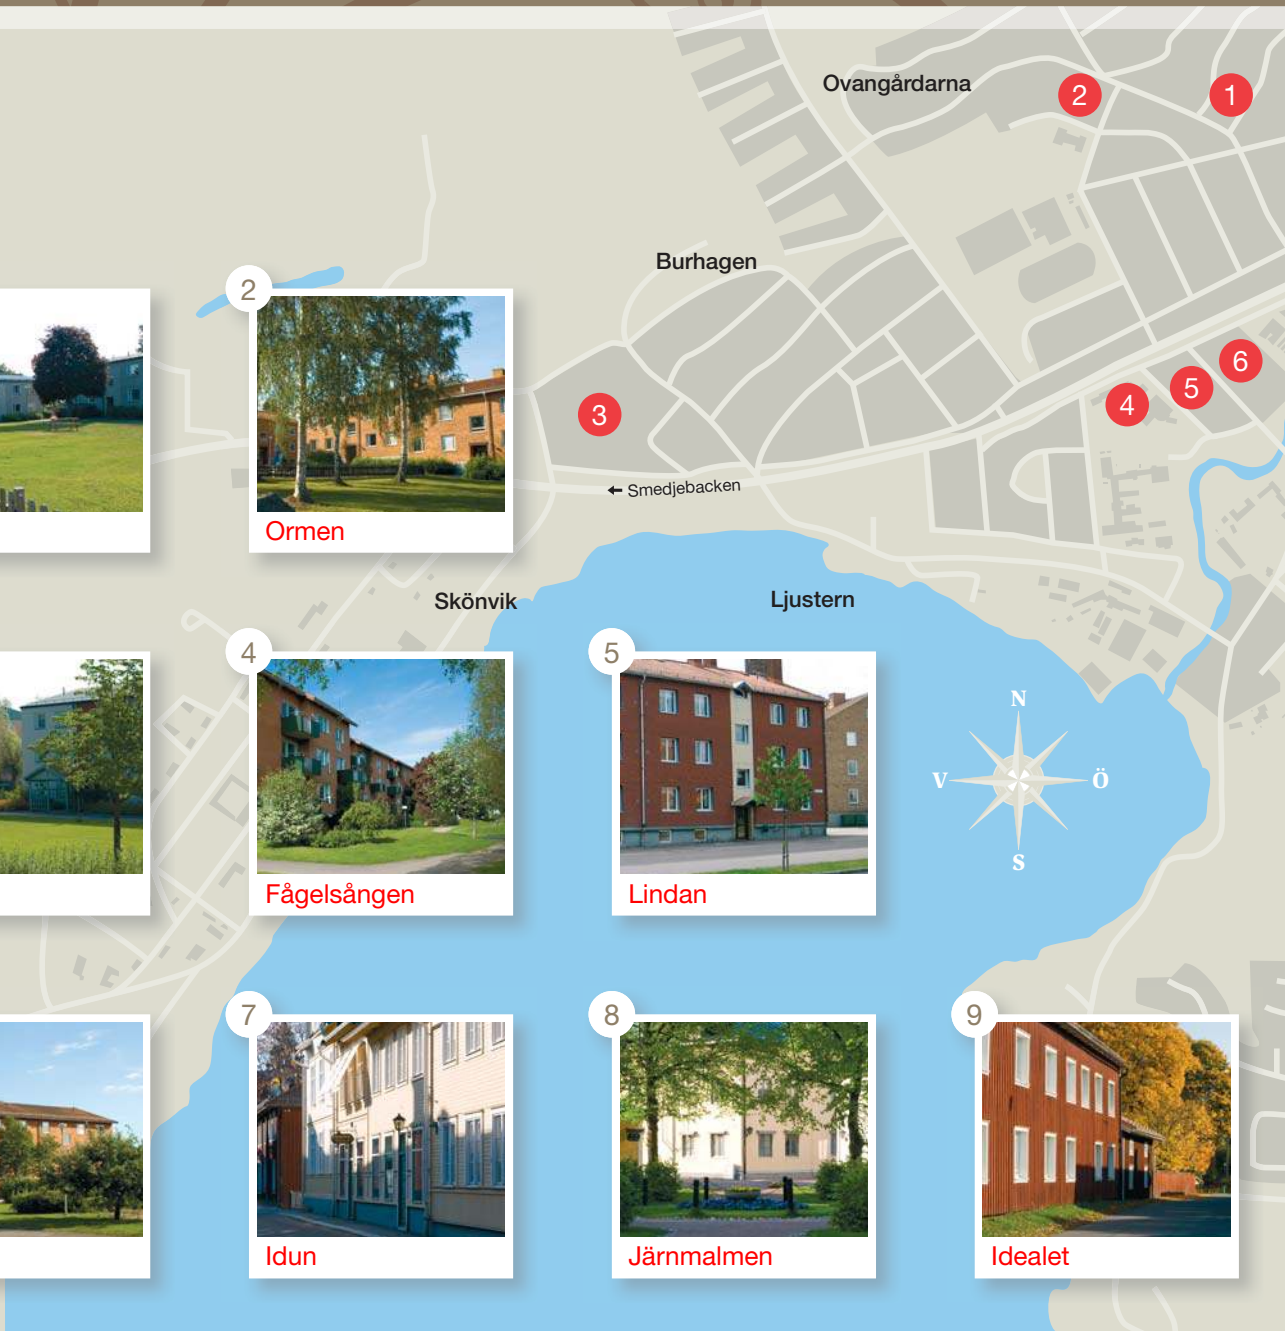 Ovangårdarna
2
1
Burhagen
2
6
5
4
3
← Smedjebacken
Ormen
Skönvik
Ljustern
4
5
N
V
Ö
S
Fågelsången
Lindan
7
8
9
Idun
Järnmalmen
Idealet